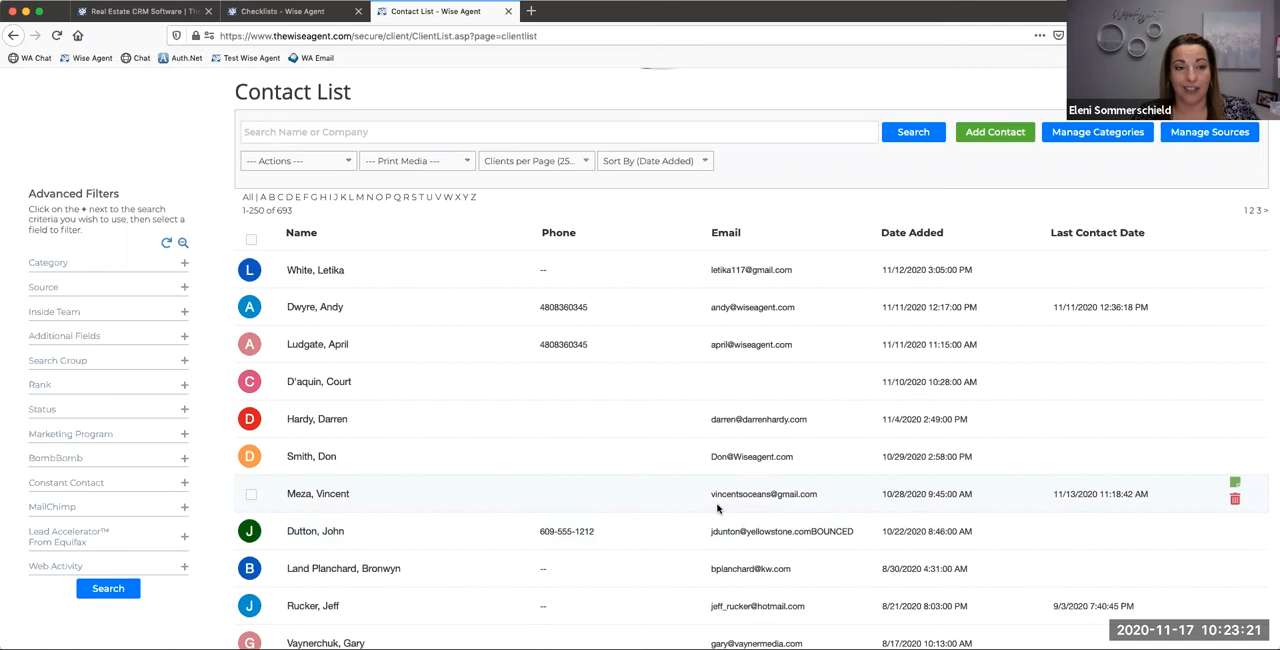 Real Estate CRM Software | The
Checklists - Wise Agent
Contact List - Wise Agent
https://www.thewiseagent.com/secure/client/ClientList.asp?page=clientlist
WA Chat
Wise Agent
Chat
Auth.Net
Test Wise Agent
WA Email
Eleni Sommerschield
Contact List
Search Name or Company
Search
Add Contact
Manage Categories
Manage Sources
--- Actions ---
--- Print Media ---
Clients per Page (25...
Sort By (Date Added)
All | A B C D E F G H I J K L M N O P Q R S T U V W X Y Z
1-250 of 693
1 2 3 >
Advanced Filters
Click on the + next to the search
criteria you wish to use, then select a
field to filter.
Category +
Source +
Inside Team +
Additional Fields +
Search Group +
Rank +
Status +
Marketing Program +
BombBomb +
Constant Contact +
MailChimp +
Lead Accelerator™
From Equifax +
Web Activity +
Search
Name Phone Email Date Added Last Contact Date
L White, Letika -- letika117@gmail.com 11/12/2020 3:05:00 PM
A Dwyre, Andy 4808360345 andy@wiseagent.com 11/11/2020 12:17:00 PM 11/11/2020 12:36:18 PM
A Ludgate, April 4808360345 april@wiseagent.com 11/11/2020 11:15:00 AM
C D'aquin, Court 11/10/2020 10:28:00 AM
D Hardy, Darren darren@darrenhardy.com 11/4/2020 2:49:00 PM
D Smith, Don Don@Wiseagent.com 10/29/2020 2:58:00 PM
Meza, Vincent vincentsoceans@gmail.com 10/28/2020 9:45:00 AM 11/13/2020 11:18:42 AM
J Dutton, John 609-555-1212 jdunton@yellowstone.comBOUNCED 10/22/2020 8:46:00 AM
B Land Planchard, Bronwyn -- bplanchard@kw.com 8/30/2020 4:31:00 AM
J Rucker, Jeff -- jeff_rucker@hotmail.com 8/21/2020 8:03:00 PM 9/3/2020 7:40:45 PM
G Vaynerchuk, Gary gary@vaynermedia.com 8/17/2020 10:13:00 AM
2020-11-17 10:23:21